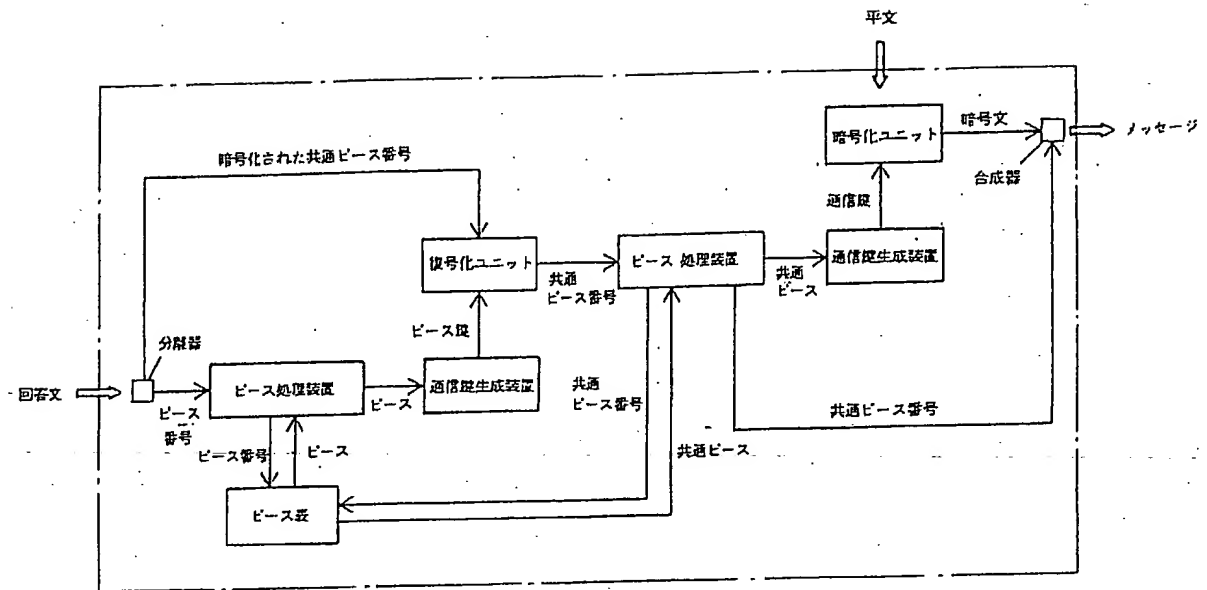 平文
暗号化ユニット
暗号文
メッセージ
合成器
暗号化された共通ピース番号
通信鍵
復号化ユニット
共通
ピース番号
ピース 処理装置
共通
ピース
通信鍵生成装置
ピース鍵
分離器
回答文
ピース
番号
ピース処理装置
ピース
通信鍵生成装置
共通
ピース番号
共通ピース番号
ピース番号
ピース
共通ピース
ピース表